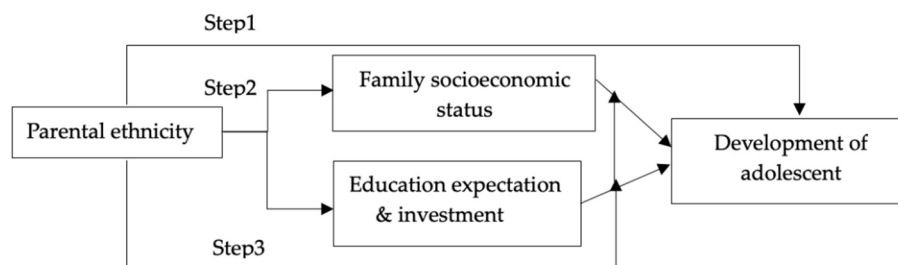 Step1
Step2
Family socioeconomic
status
Parental ethnicity
Development of
adolescent
Education expectation
& investment
Step3